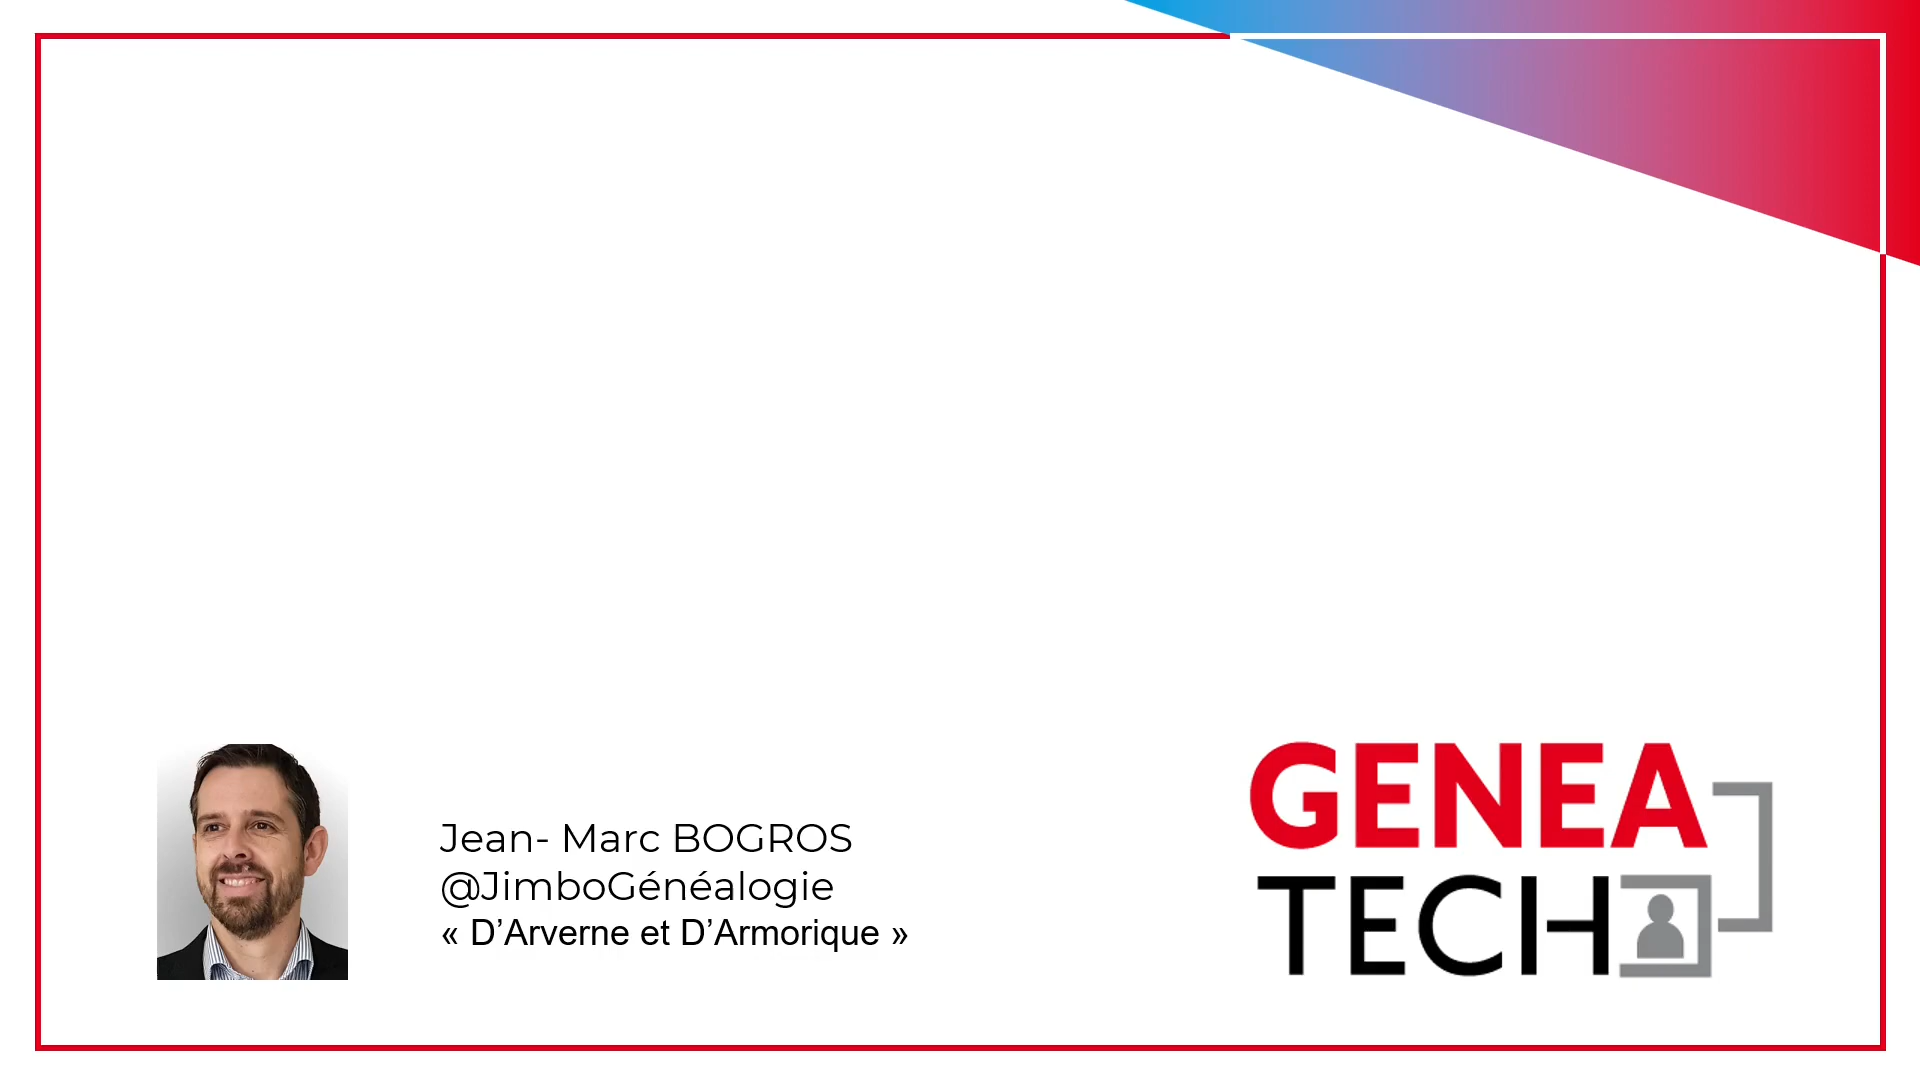 Jean- Marc BOGROS
@JimboGénéalogie
« D’Arverne et D’Armorique »
GENEA
TECH